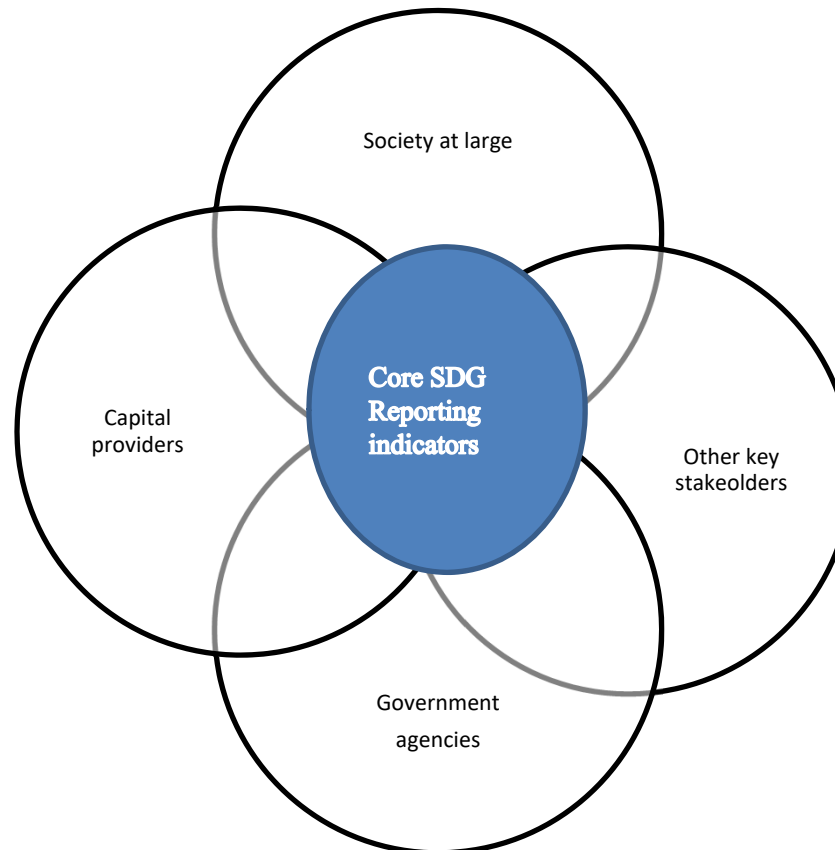 Society at large
Core SDG
Reporting
indicators
Capital
providers
Other key
stakeolders
Government
agencies